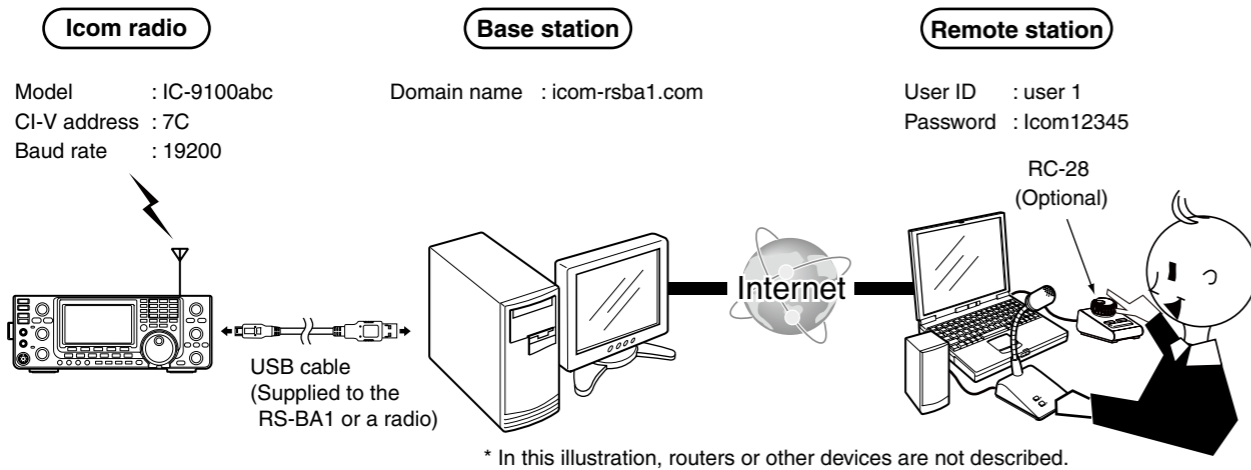 Icom radio
Base station
Remote station
Model : IC-9100abc
CI-V address : 7C
Baud rate : 19200
Domain name : icom-rsba1.com
User ID : user 1
Password : Icom12345
RC-28
(Optional)
Internet
USB cable
(Supplied to the
RS-BA1 or a radio)
* In this illustration, routers or other devices are not described.